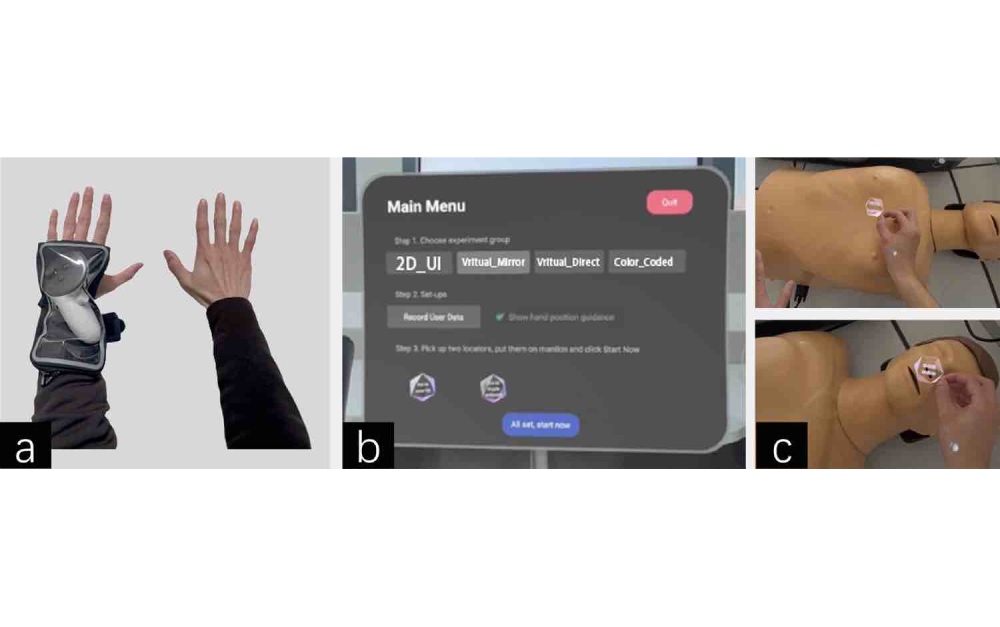 a
b
Main Menu
Quit
Step 1. Choose experiment group
2D_UI
Vritual_Mirror
Vritual_Direct
Color_Coded
Step 2. Set-ups
Record User Data
Show hand position guidance
Step 3. Pick up two locators, put them on manikin and click Start Now
All set, start now
c